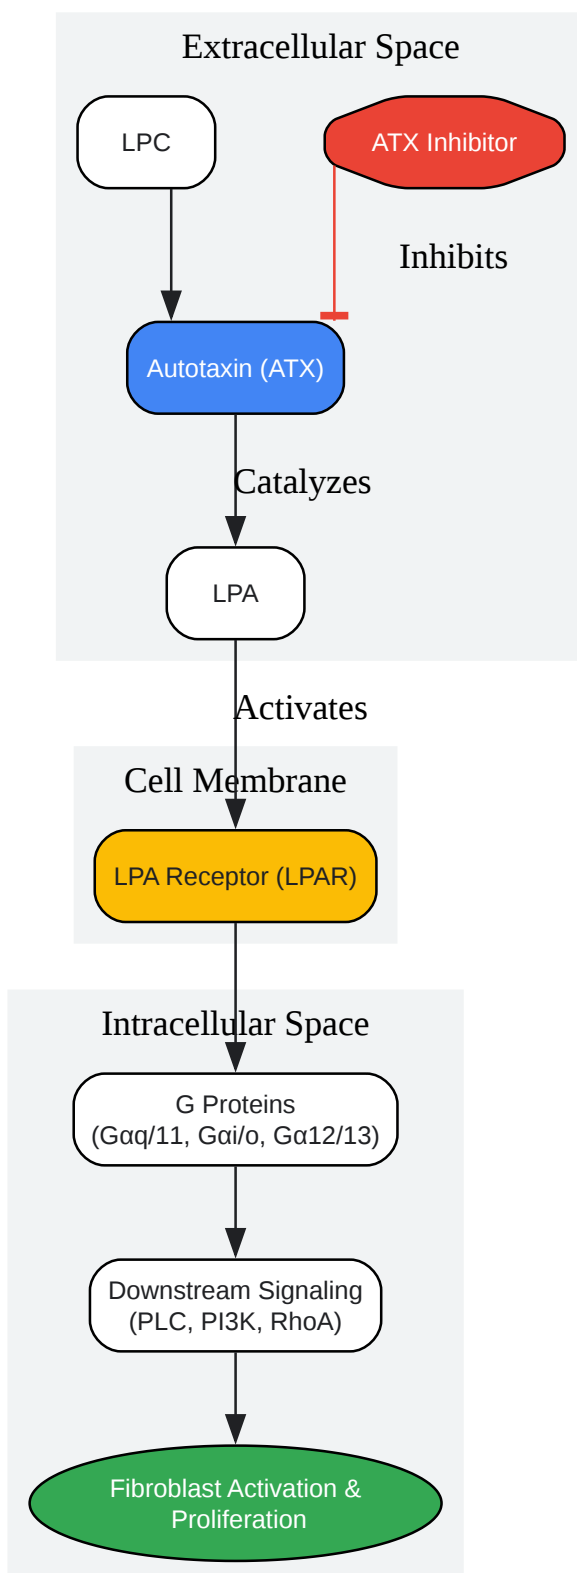 Extracellular Space
LPC
ATX Inhibitor
Inhibits
Autotaxin (ATX)
Catalyzes
LPA
Activates
Cell Membrane
LPA Receptor (LPAR)
Intracellular Space
G Proteins
(Gαq/11, Gαi/o, Gα12/13)
Downstream Signaling
(PLC, PI3K, RhoA)
Fibroblast Activation &
Proliferation